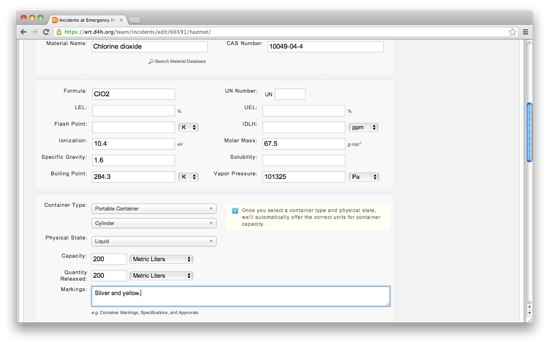 Incidents at Emergency R
https://ert.d4h.org/team/incidents/edit/66591/hazmat/
Material Name: Chlorine dioxide CAS Number: 10049-04-4
Search Material Database
Formula: ClO2 UN Number: UN
LEL: % UEL: %
Flash Point: K IDLH: ppm
Ionization: 10.4 eV Molar Mass: 67.5 g·mol⁻¹
Specific Gravity: 1.6 Solubility:
Boiling Point: 284.3 K Vapor Pressure: 101325 Pa
Container Type: Portable Container
Once you select a container type and physical state,
we'll automatically offer the correct units for container
capacity
Cylinder
Physical State: Liquid
Capacity: 200 Metric Liters
Quantity
Released: 200 Metric Liters
Markings: Silver and yellow.
e.g. Container Markings, Specifications, and Approvals